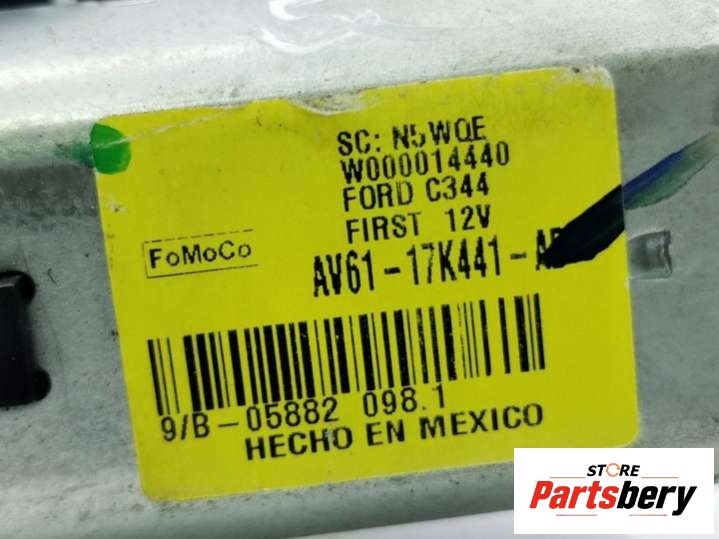 SC: N5WQE
W000014440
FORD C344
FIRST 12V
FoMoCo
AV61-17K441-
9/B-05882 098.1
HECHO EN MEXICO
STORE
Partsbery